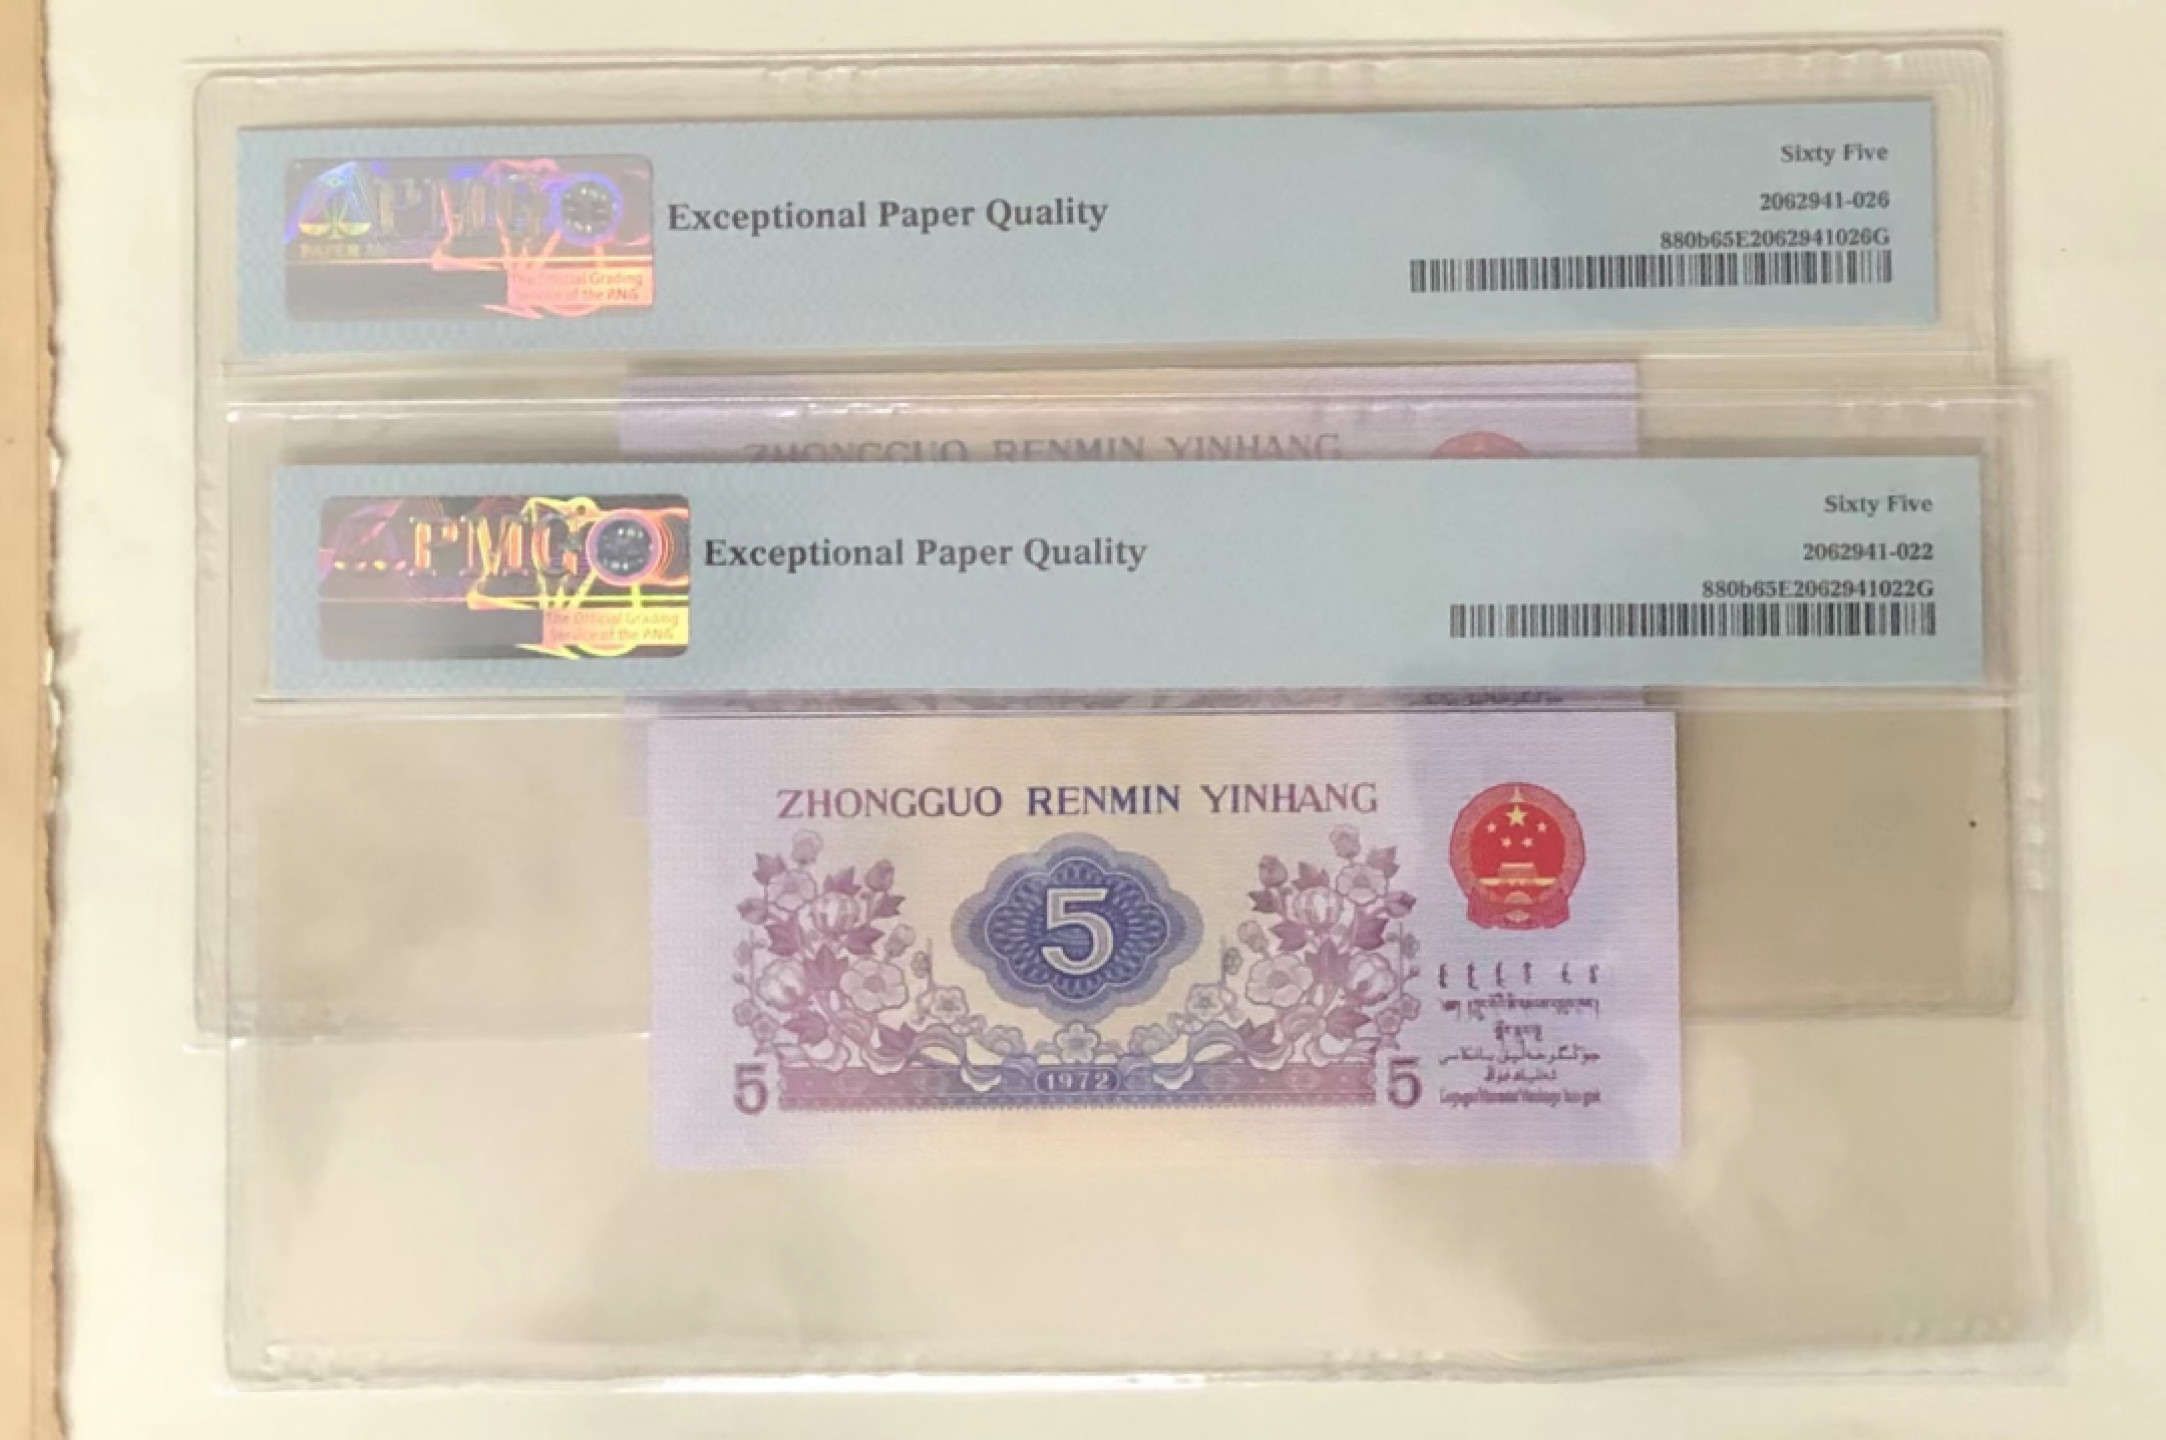 Sixty Five
Exceptional Paper Quality
2062941-026
880b65E2062941026G
PMG
PAPER
The Official Grading
Service of the PNG
ZHONGGUO RENMIN YINHANG
Sixty Five
Exceptional Paper Quality
2062941-022
880b65E2062941022G
PMG
The Official Grading
Service of the PNG
ZHONGGUO RENMIN YINHANG
5
1972
5 5